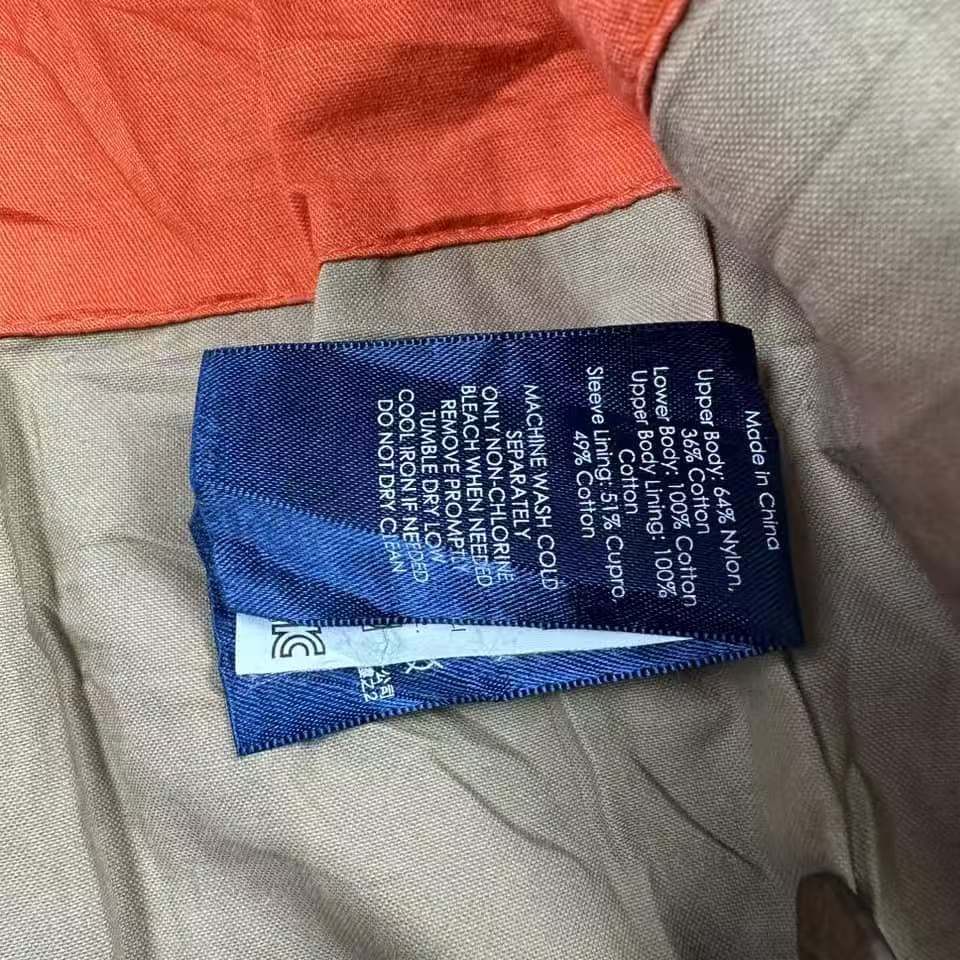 Made in China
Upper Body: 64% Nylon,
36% Cotton
Lower Body: 100% Cotton
Upper Body Lining: 100%
Cotton
Sleeve Lining: 51% Cupro,
49% Cotton
MACHINE WASH COLD
SEPARATELY
ONLY NON-CHLORINE
BLEACH WHEN NEEDED
REMOVE PROMPTLY
TUMBLE DRY LOW
COOL IRON IF NEEDED
DO NOT DRY CLEAN
公司